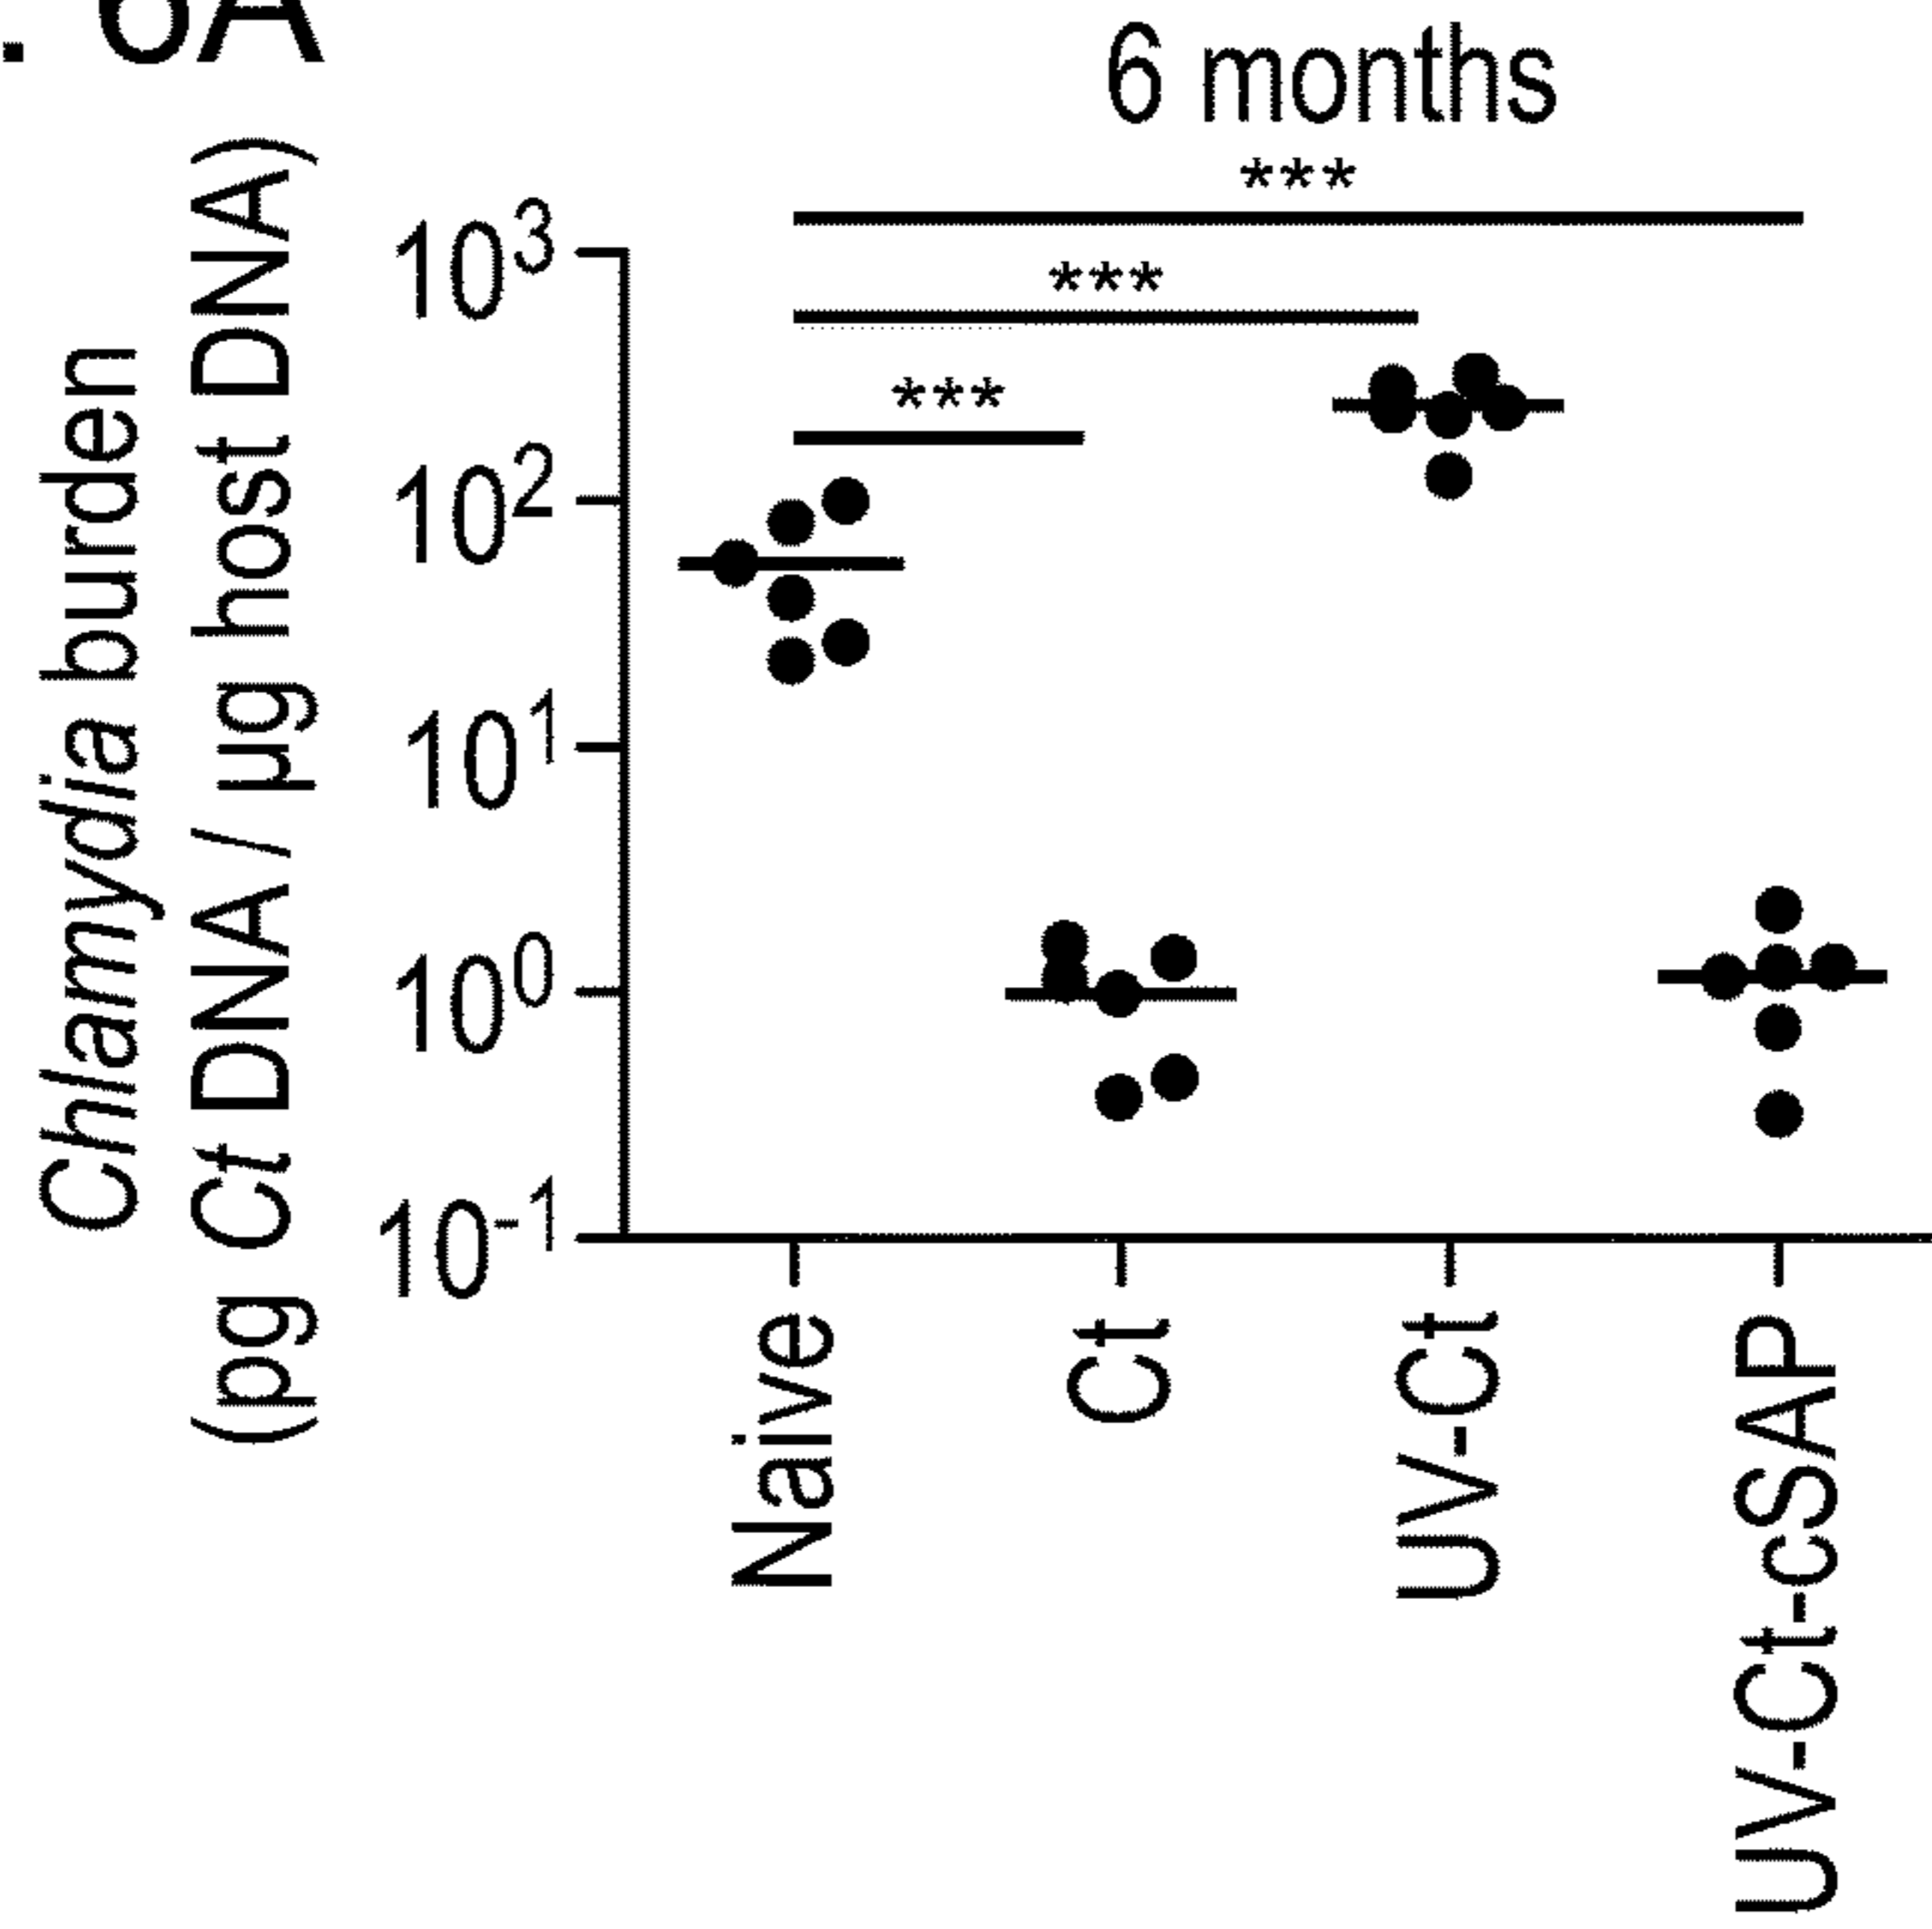 6 months
***
***
***
Chlamydia burden
(pg Ct DNA / µg host DNA)
10³
10²
10¹
10⁰
10⁻¹
Naive
Ct
UV-Ct
UV-Ct-cSAP